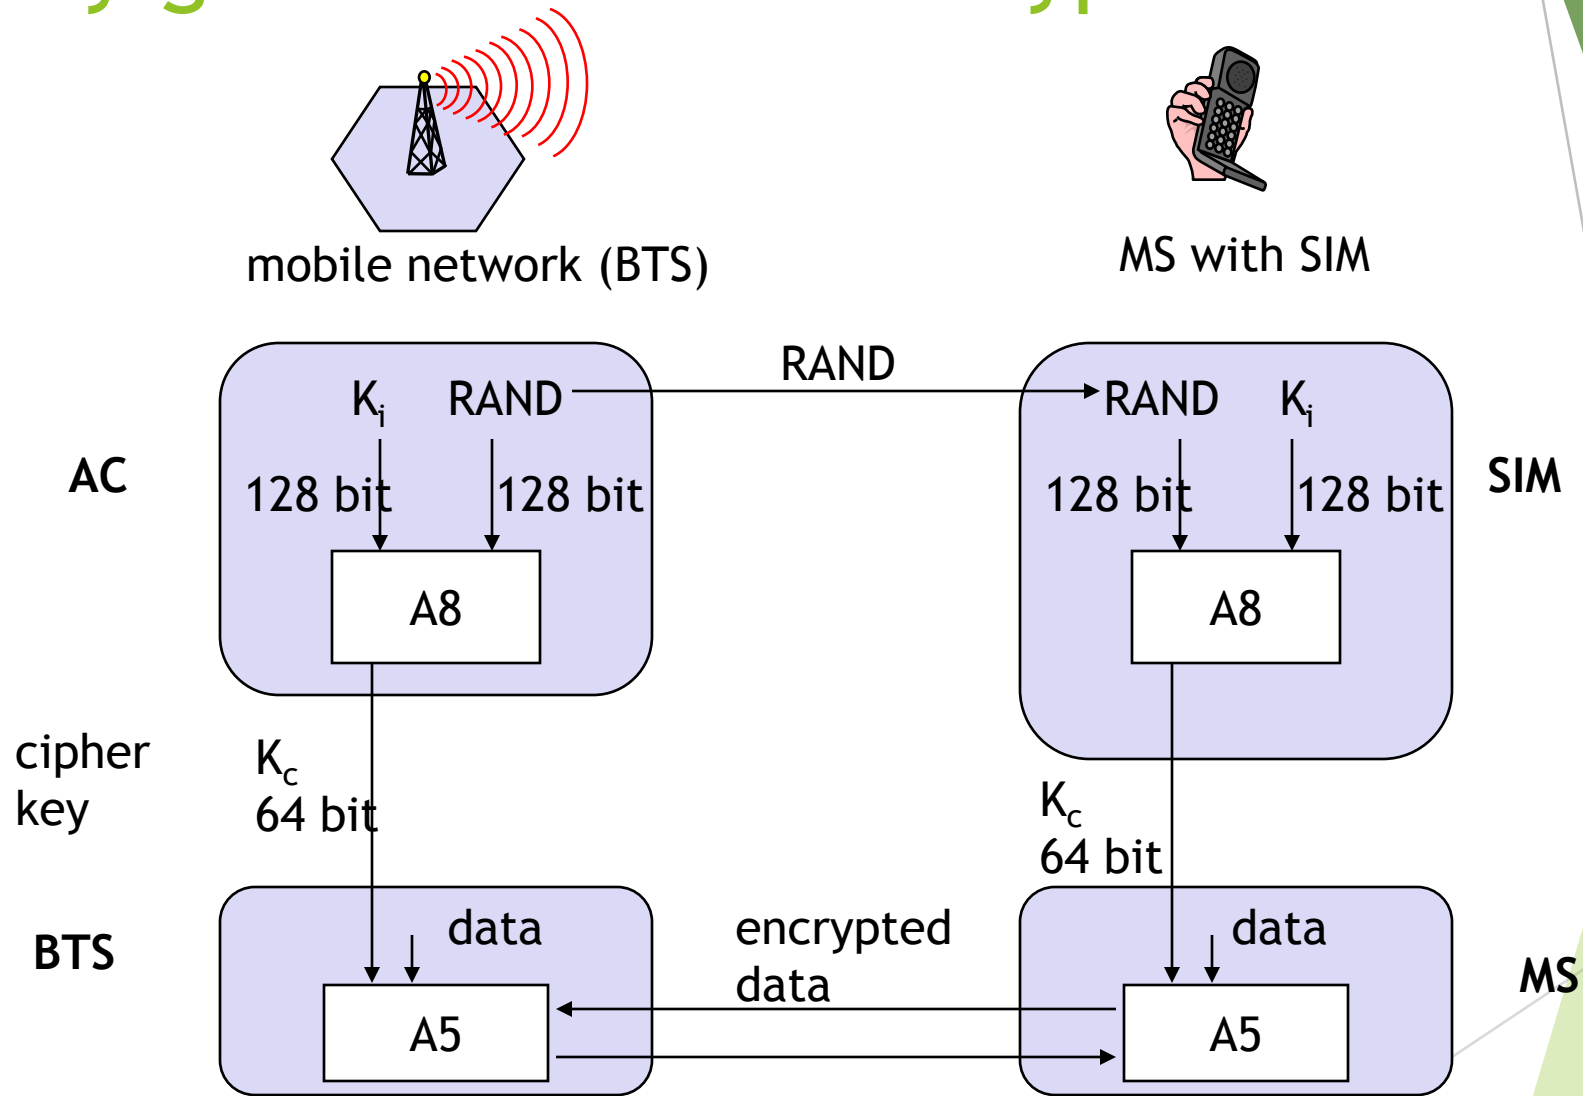 mobile network (BTS)
MS with SIM
RAND
Ki RAND
RAND Ki
AC
128 bit 128 bit
128 bit 128 bit
SIM
A8
A8
cipher
key
Kc
64 bit
Kc
64 bit
BTS
data
encrypted
data
data
MS
A5
A5